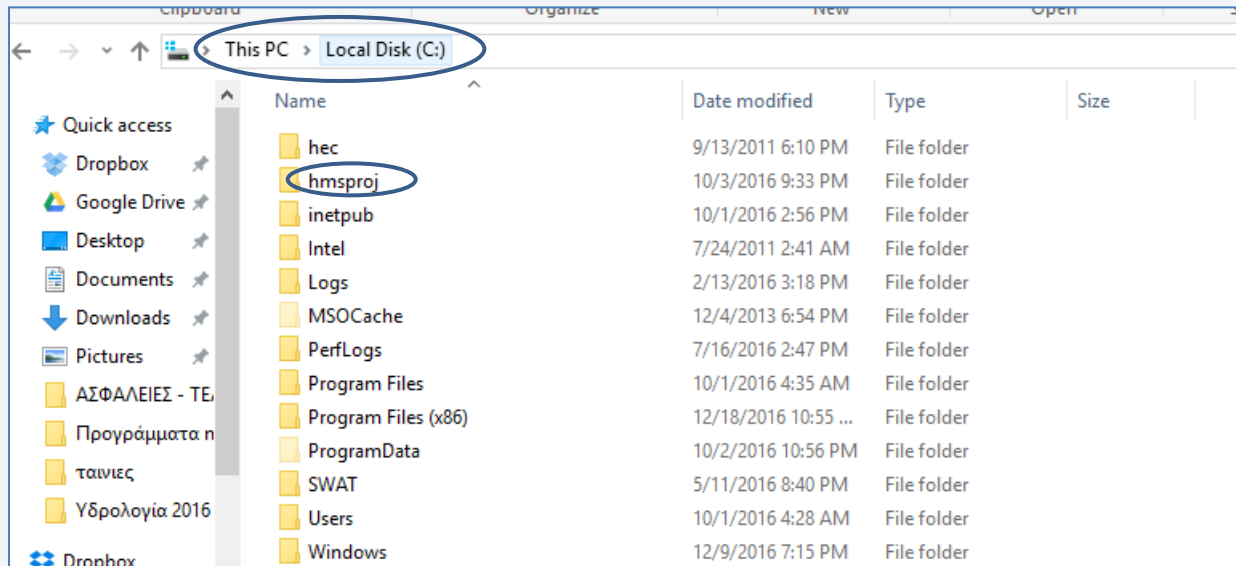 Clipboard Organize New Open
This PC > Local Disk (C:)
Name Date modified Type Size
Quick access
Dropbox
Google Drive
Desktop
Documents
Downloads
Pictures
ΑΣΦΑΛΕΙΕΣ - ΤΕ
Προγράμματα
ταινιες
Υδρολογία 2016
Dropbox
hec 9/13/2011 6:10 PM File folder
hmsproj 10/3/2016 9:33 PM File folder
inetpub 10/1/2016 2:56 PM File folder
Intel 7/24/2011 2:41 AM File folder
Logs 2/13/2016 3:18 PM File folder
MSOCache 12/4/2013 6:54 PM File folder
PerfLogs 7/16/2016 2:47 PM File folder
Program Files 10/1/2016 4:35 AM File folder
Program Files (x86) 12/18/2016 10:55 ... File folder
ProgramData 10/2/2016 10:56 PM File folder
SWAT 5/11/2016 8:40 PM File folder
Users 10/1/2016 4:28 AM File folder
Windows 12/9/2016 7:15 PM File folder